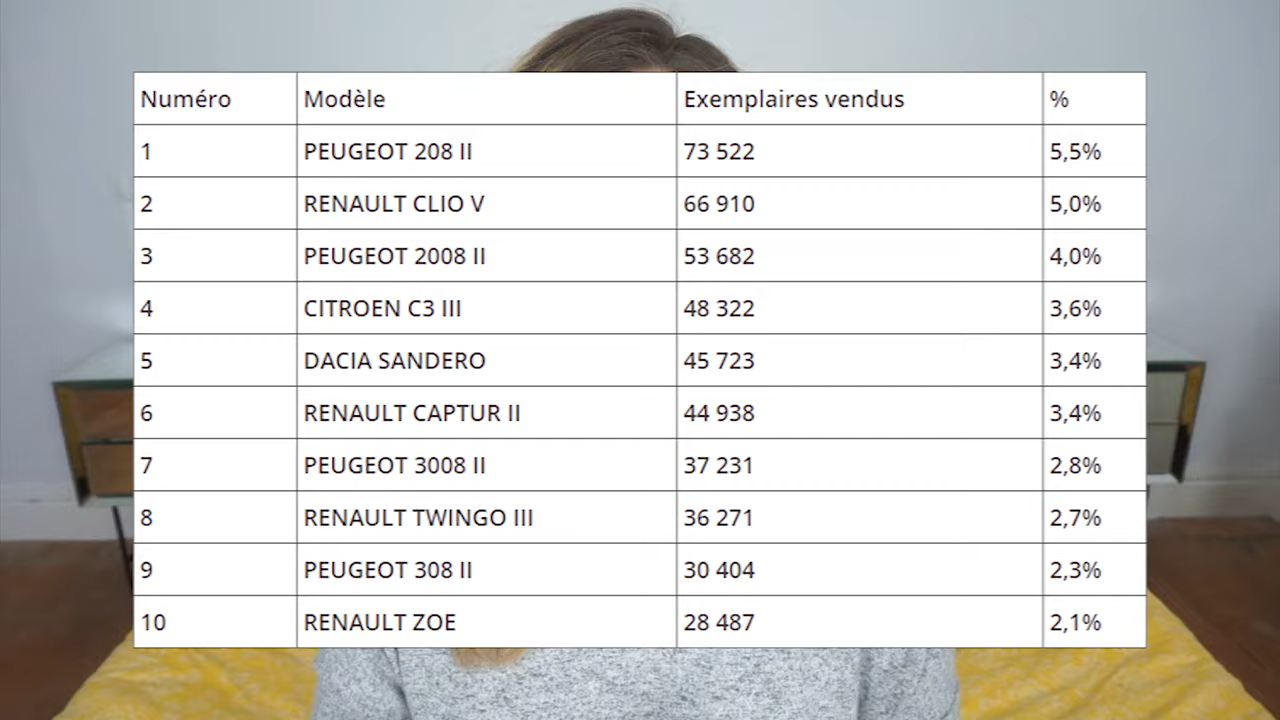 Numéro Modèle Exemplaires vendus %
1 PEUGEOT 208 II 73 522 5,5%
2 RENAULT CLIO V 66 910 5,0%
3 PEUGEOT 2008 II 53 682 4,0%
4 CITROEN C3 III 48 322 3,6%
5 DACIA SANDERO 45 723 3,4%
6 RENAULT CAPTUR II 44 938 3,4%
7 PEUGEOT 3008 II 37 231 2,8%
8 RENAULT TWINGO III 36 271 2,7%
9 PEUGEOT 308 II 30 404 2,3%
10 RENAULT ZOE 28 487 2,1%